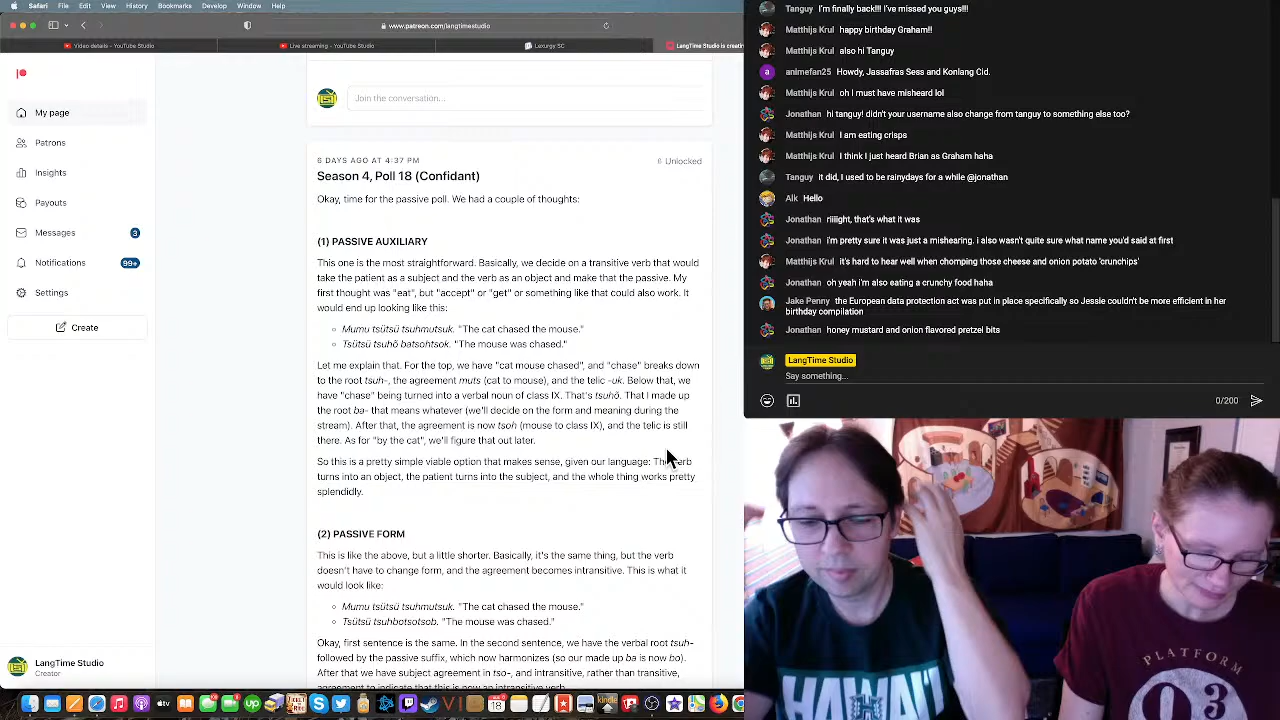 Safari File Edit View History Bookmarks Develop Window Help
www.patreon.com/langtimestudio
Video details - YouTube Studio
Live streaming - YouTube Studio
Lexurgy SC
LangTime Studio is creatin
My page
Patrons
Insights
Payouts
Messages 3
Notifications 99+
Settings
Create
LangTime Studio
Creator
Join the conversation...
6 DAYS AGO AT 4:37 PM
Unlocked
Season 4, Poll 18 (Confidant)
Okay, time for the passive poll. We had a couple of thoughts:
(1) PASSIVE AUXILIARY
This one is the most straightforward. Basically, we decide on a transitive verb that would
take the patient as a subject and the verb as an object and make that the passive. My
first thought was "eat", but "accept" or "get" or something like that could also work. It
would end up looking like this:
Mumu tsütsü tsuhmutsuk. "The cat chased the mouse."
Tsütsü tsuhö batsohtsok. "The mouse was chased."
Let me explain that. For the top, we have "cat mouse chased", and "chase" breaks down
to the root tsuh-, the agreement muts (cat to mouse), and the telic -uk. Below that, we
have "chase" being turned into a verbal noun of class IX. That's tsuhö. That I made up
the root ba- that means whatever (we'll decide on the form and meaning during the
stream). After that, the agreement is now tsoh (mouse to class IX), and the telic is still
there. As for "by the cat", we'll figure that out later.
So this is a pretty simple viable option that makes sense, given our language: The verb
turns into an object, the patient turns into the subject, and the whole thing works pretty
splendidly.
(2) PASSIVE FORM
This is like the above, but a little shorter. Basically, it's the same thing, but the verb
doesn't have to change form, and the agreement becomes intransitive. This is what it
would look like:
Mumu tsütsü tsuhmutsuk. "The cat chased the mouse."
Tsütsü tsuhbotsotsob. "The mouse was chased."
Okay, first sentence is the same. In the second sentence, we have the verbal root tsuh-
followed by the passive suffix, which now harmonizes (so our made up ba is now bo).
After that we have subject agreement in tso-, and intransitive, rather than transitive,
agreement to indicate that this is now an intransitive verb.
Tanguy I'm finally back!!! I've missed you guys!!!
Matthijs Krul happy birthday Graham!!
Matthijs Krul also hi Tanguy
animefan25 Howdy, Jassafras Sess and Konlang Cid.
Matthijs Krul oh I must have misheard lol
Jonathan hi tanguy! didn't your username also change from tanguy to something else too?
Matthijs Krul I am eating crisps
Matthijs Krul I think I just heard Brian as Graham haha
Tanguy it did, I used to be rainydays for a while @jonathan
Alk Hello
Jonathan riiiight, that's what it was
Jonathan i'm pretty sure it was just a mishearing. i also wasn't quite sure what name you'd said at first
Matthijs Krul it's hard to hear well when chomping those cheese and onion potato 'crunchips'
Jonathan oh yeah i'm also eating a crunchy food haha
Jake Penny the European data protection act was put in place specifically so Jessie couldn't be more efficient in her
birthday compilation
Jonathan honey mustard and onion flavored pretzel bits
LangTime Studio
Say something...
0/200
HAWAI
PLATFORM